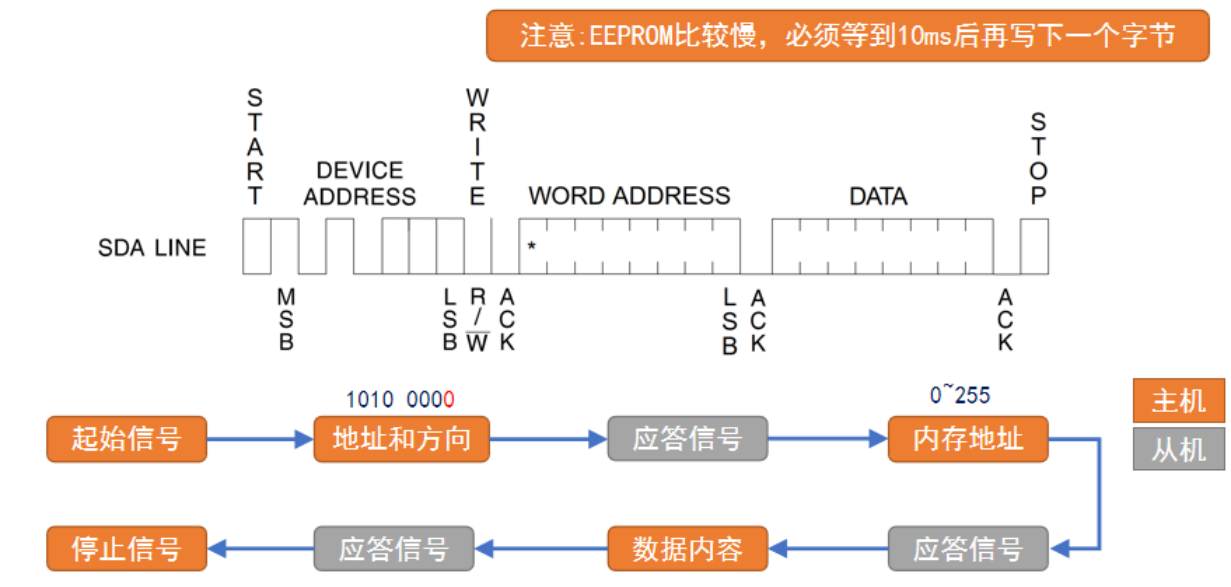 注意:EEPROM比较慢，必须等到10ms后再写下一个字节
START
WRITE
STOP
DEVICE
ADDRESS
WORD ADDRESS
DATA
SDA LINE
*
MSB
LSB
R/W̅
ACK
LSB
ACK
ACK
1010 0000
0~255
主机
起始信号
地址和方向
应答信号
内存地址
从机
停止信号
应答信号
数据内容
应答信号